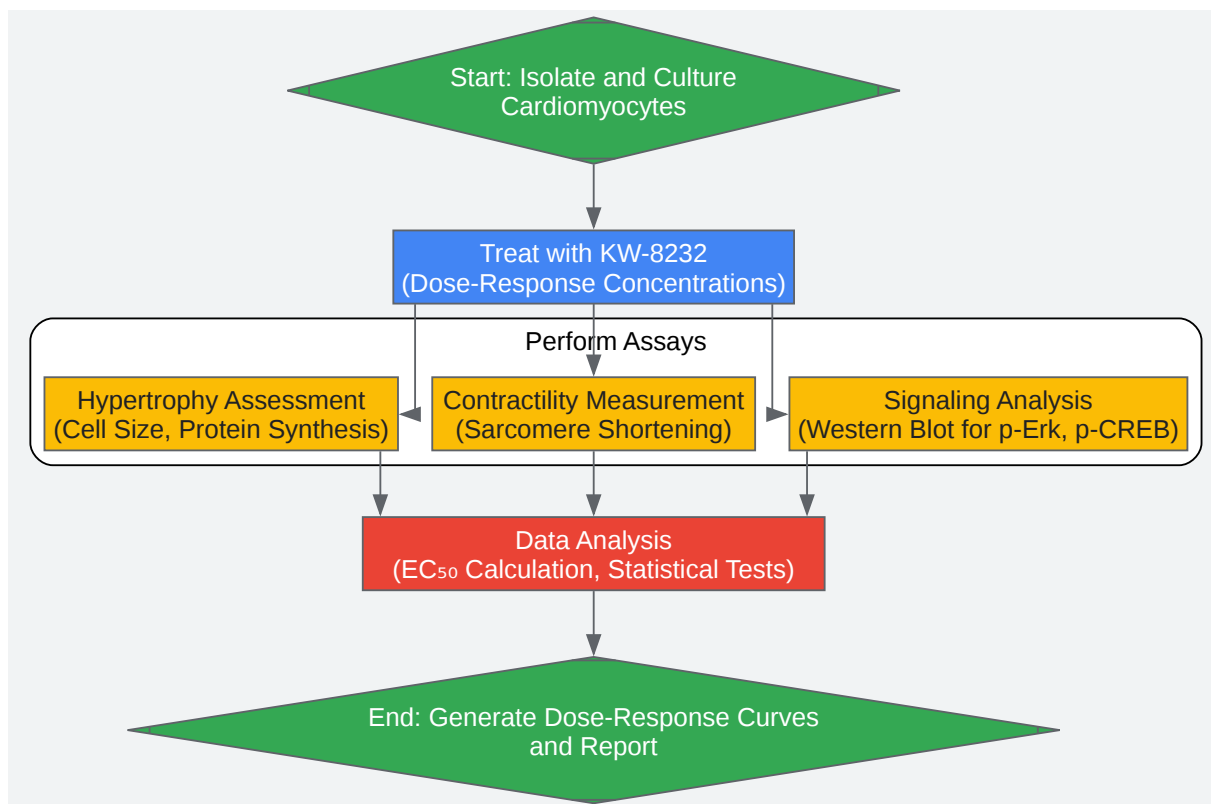 Start: Isolate and Culture
Cardiomyocytes
Treat with KW-8232
(Dose-Response Concentrations)
Perform Assays
Hypertrophy Assessment
(Cell Size, Protein Synthesis)
Contractility Measurement
(Sarcomere Shortening)
Signaling Analysis
(Western Blot for p-Erk, p-CREB)
Data Analysis
(EC₅₀ Calculation, Statistical Tests)
End: Generate Dose-Response Curves
and Report